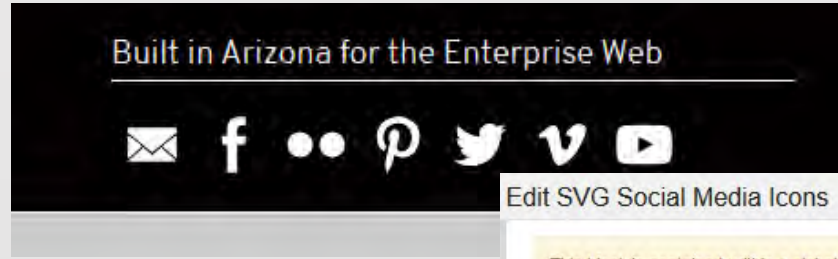 Built in Arizona for the Enterprise Web
Edit SVG Social Media Icons